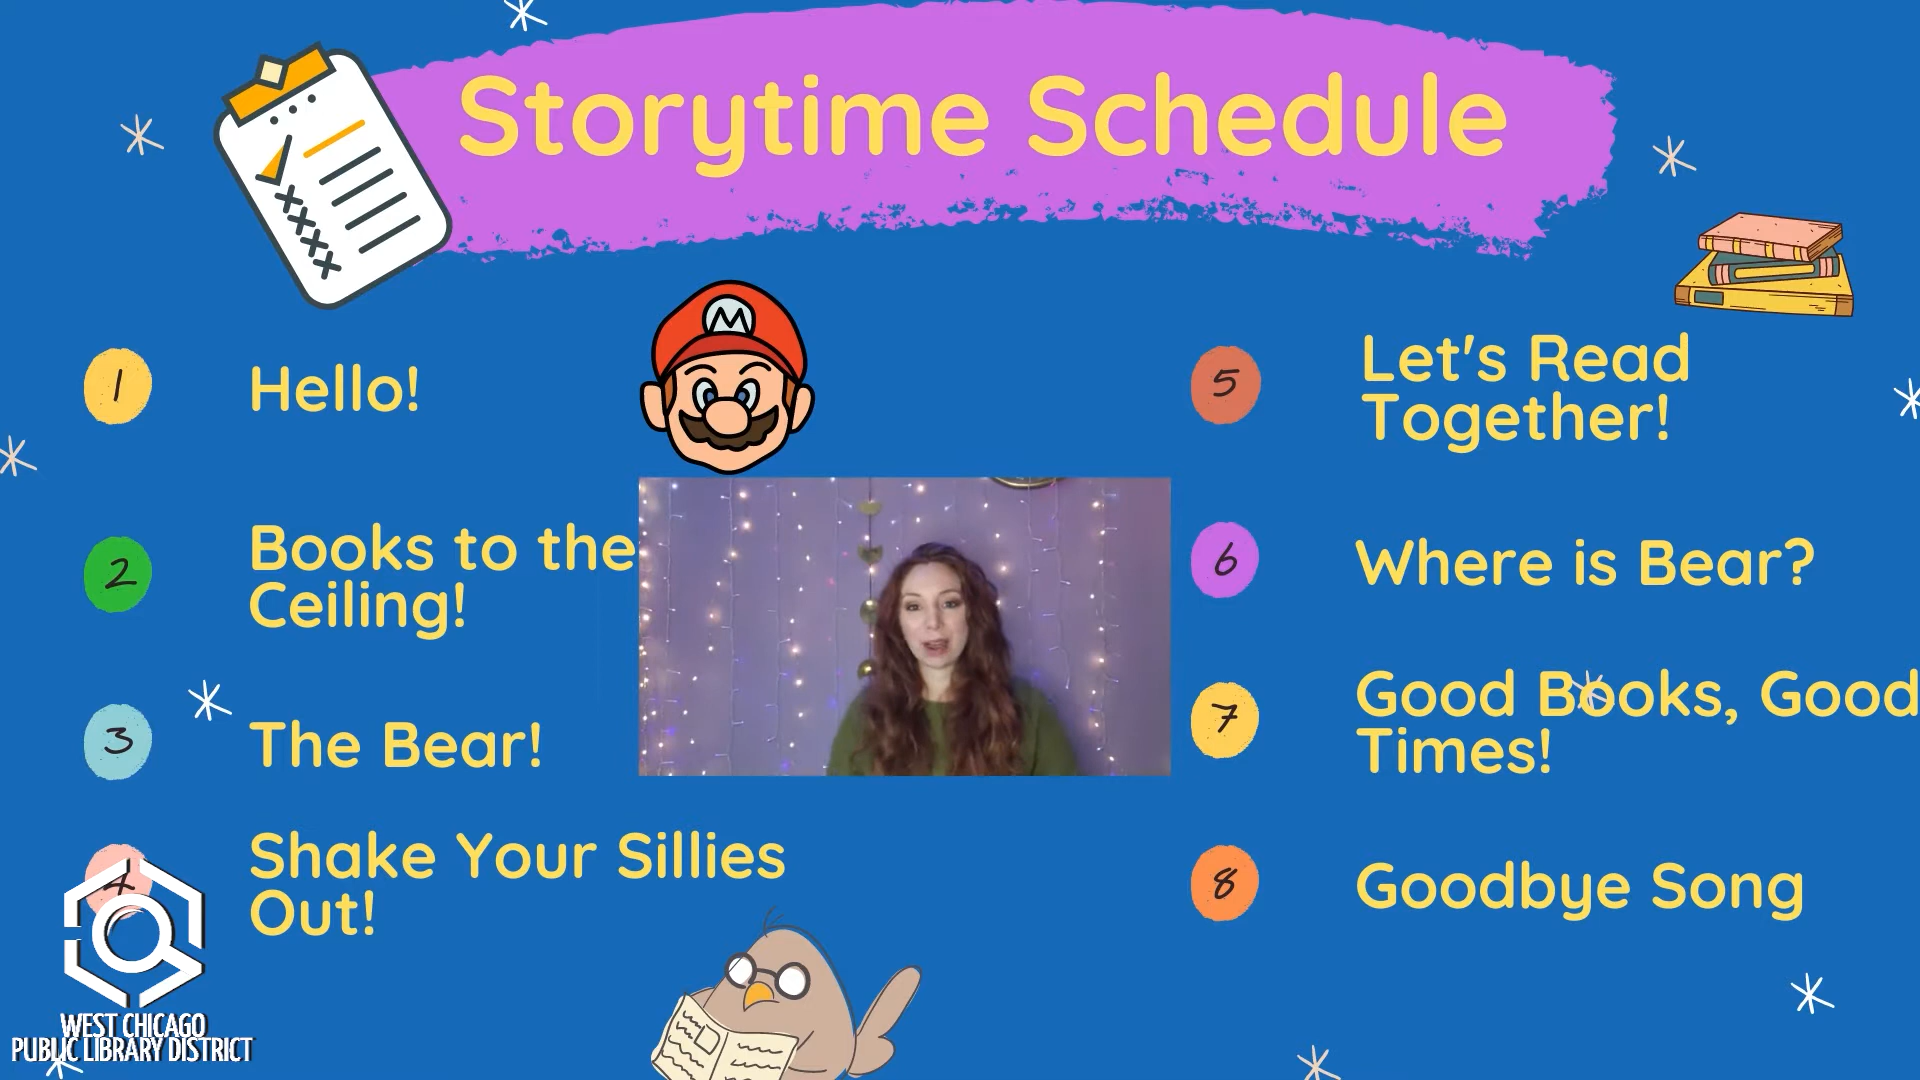 Storytime Schedule
M
1
Hello!
2
Books to the
Ceiling!
3
The Bear!
4
Shake Your Sillies
Out!
5
Let's Read
Together!
6
Where is Bear?
7
Good Books, Good
Times!
8
Goodbye Song
WEST CHICAGO
PUBLIC LIBRARY DISTRICT